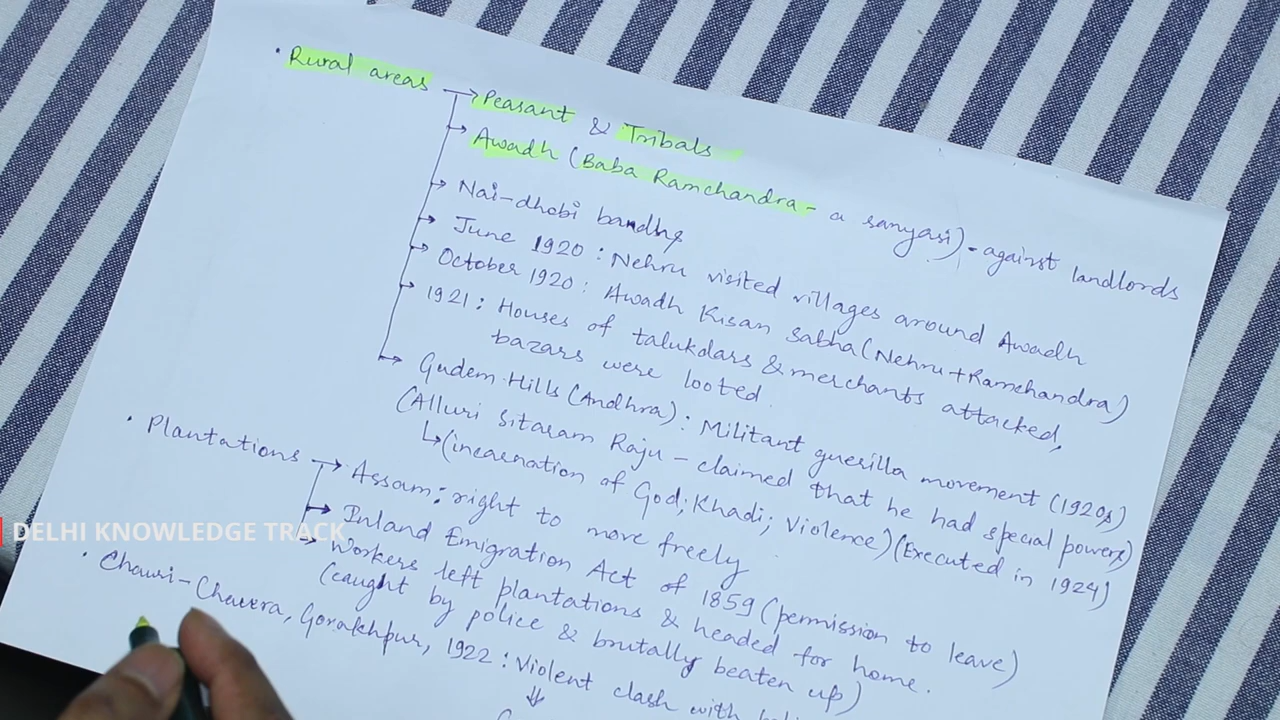 • Rural areas → Peasant & Tribals
→ Awadh (Baba Ramchandra - a sanyasi) - against landlords
→ Nai-dhobi bandhs
→ June 1920 : Nehru visited villages around Awadh
→ October 1920 : Awadh Kisan Sabha (Nehru + Ramchandra)
→ 1921 : Houses of talukdars & merchants attacked,
bazars were looted.
→ Gudem Hills (Andhra) : Militant guerilla movement (1920s)
(Alluri Sitaram Raju - claimed that he had special powers)
↳ (incarnation of God; Khadi; Violence) (Executed in 1924)
• Plantations → Assam : right to move freely
→ Inland Emigration Act of 1859 (permission to leave)
→ Workers left plantations & headed for home.
(caught by police & brutally beaten up)
• Chauri-Chaura, Gorakhpur, 1922 : Violent clash with
⇓
DELHI KNOWLEDGE TRACK